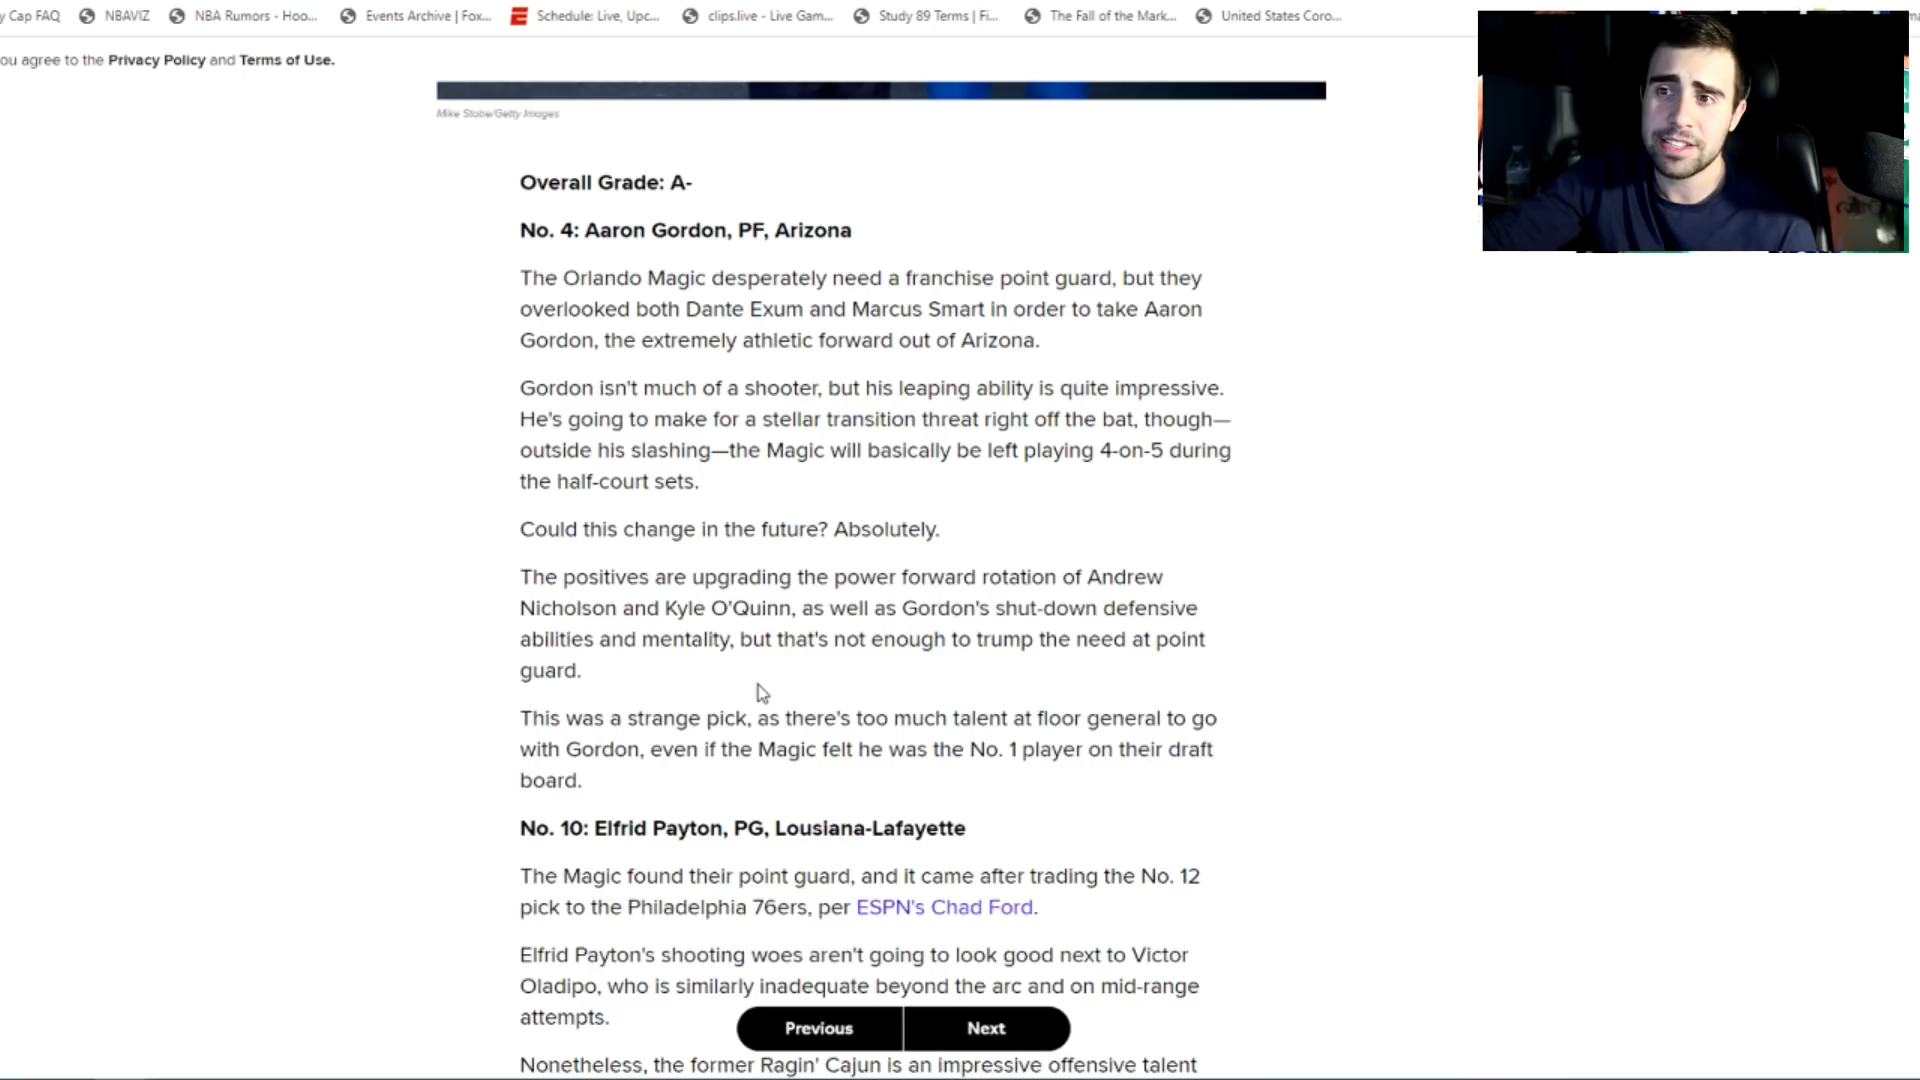 y Cap FAQ NBAVIZ NBA Rumors - Hoo... Events Archive | Fox... Schedule: Live, Upc... clips.live - Live Gam... Study 89 Terms | Fi... The Fall of the Mark... United States Coro...
ou agree to the Privacy Policy and Terms of Use.
Mike Stobe/Getty Images
Overall Grade: A-
No. 4: Aaron Gordon, PF, Arizona
The Orlando Magic desperately need a franchise point guard, but they
overlooked both Dante Exum and Marcus Smart in order to take Aaron
Gordon, the extremely athletic forward out of Arizona.
Gordon isn't much of a shooter, but his leaping ability is quite impressive.
He's going to make for a stellar transition threat right off the bat, though—
outside his slashing—the Magic will basically be left playing 4-on-5 during
the half-court sets.
Could this change in the future? Absolutely.
The positives are upgrading the power forward rotation of Andrew
Nicholson and Kyle O'Quinn, as well as Gordon's shut-down defensive
abilities and mentality, but that's not enough to trump the need at point
guard.
This was a strange pick, as there's too much talent at floor general to go
with Gordon, even if the Magic felt he was the No. 1 player on their draft
board.
No. 10: Elfrid Payton, PG, Lousiana-Lafayette
The Magic found their point guard, and it came after trading the No. 12
pick to the Philadelphia 76ers, per ESPN's Chad Ford.
Elfrid Payton's shooting woes aren't going to look good next to Victor
Oladipo, who is similarly inadequate beyond the arc and on mid-range
attempts.
Previous Next
Nonetheless, the former Ragin' Cajun is an impressive offensive talent